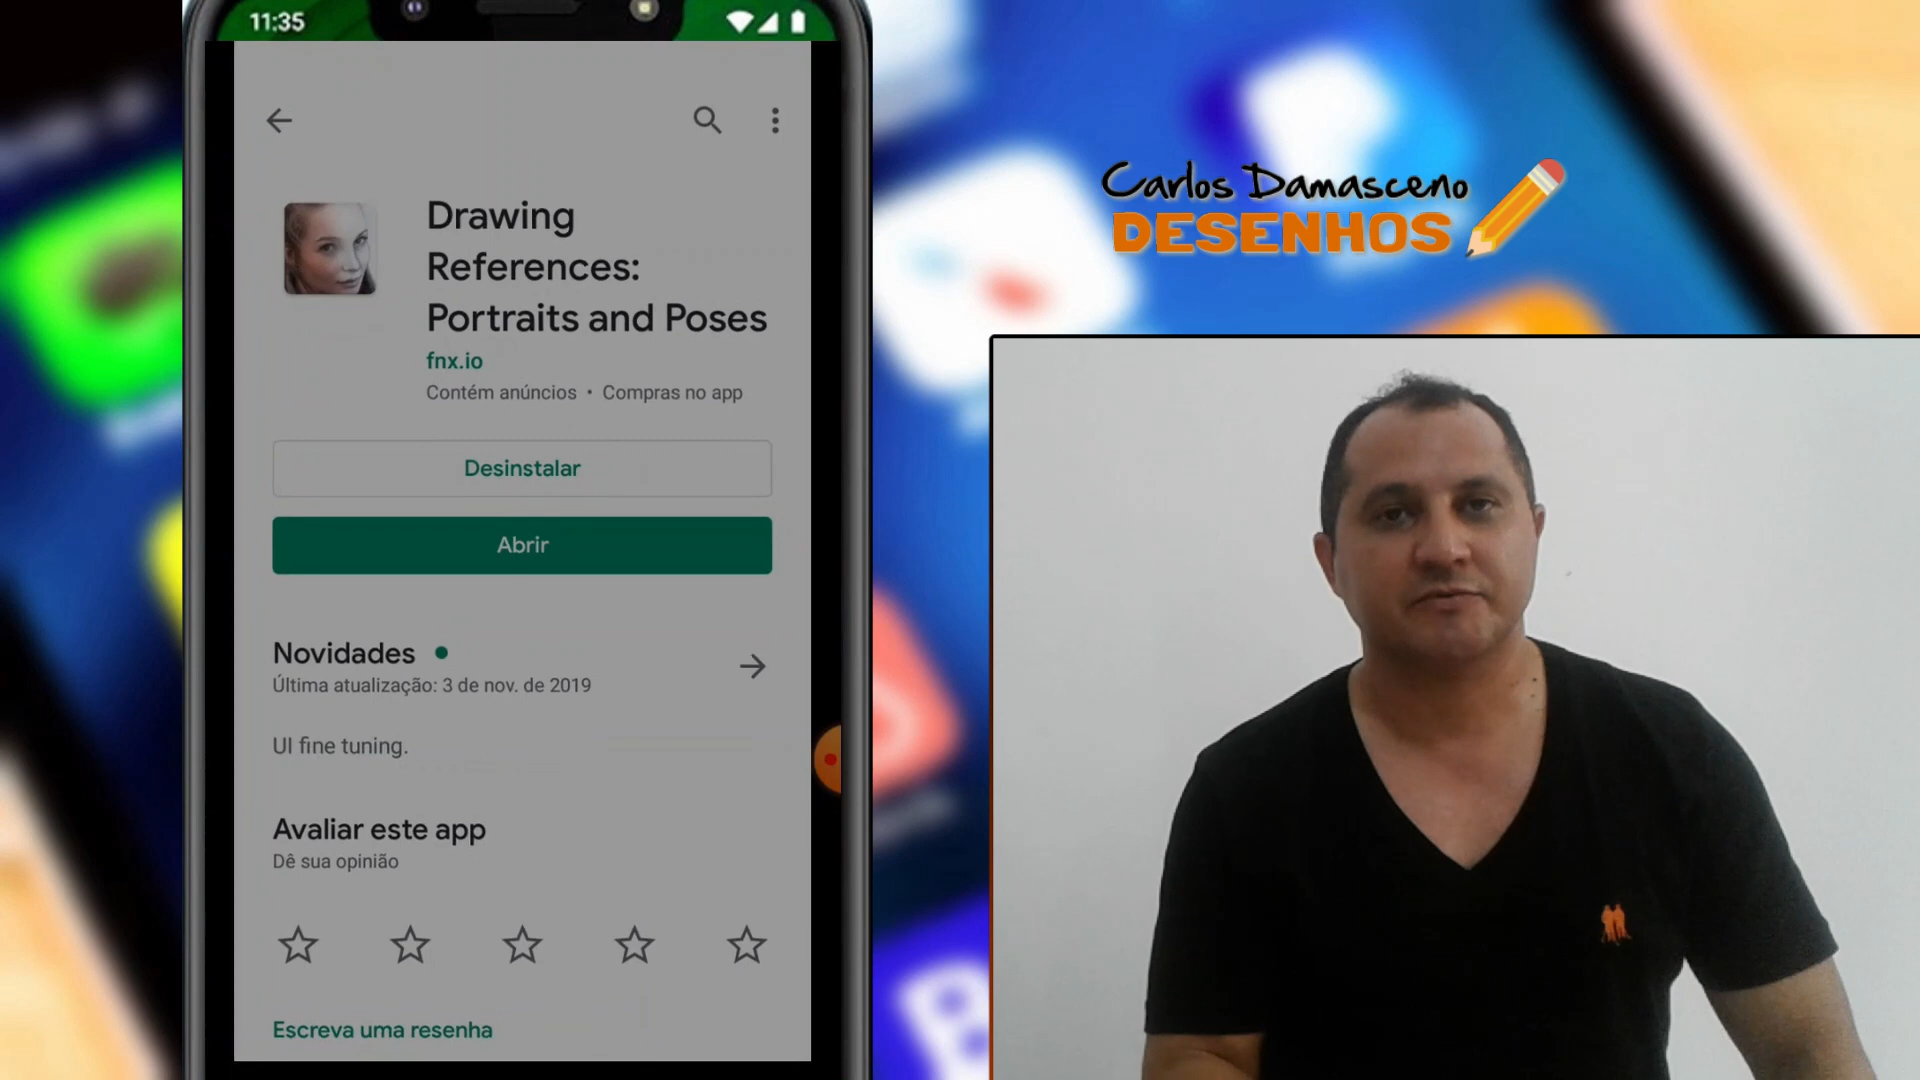 11:35
Drawing
References:
Portraits and Poses
fnx.io
Contém anúncios • Compras no app
Desinstalar
Abrir
Novidades
Última atualização: 3 de nov. de 2019
UI fine tuning.
Avaliar este app
Dê sua opinião
Escreva uma resenha
Carlos Damasceno
DESENHOS